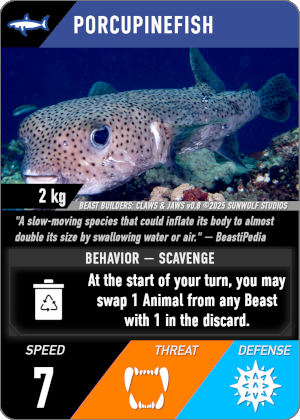 PORCUPINEFISH
2 kg
BEAST BUILDERS: CLAWS & JAWS v0.8 ©2025 SUNWOLF STUDIOS
"A slow-moving species that could inflate its body to almost
double its size by swallowing water or air." — BeastiPedia
BEHAVIOR — SCAVENGE
At the start of your turn, you may
swap 1 Animal from any Beast
with 1 in the discard.
SPEED THREAT DEFENSE
7